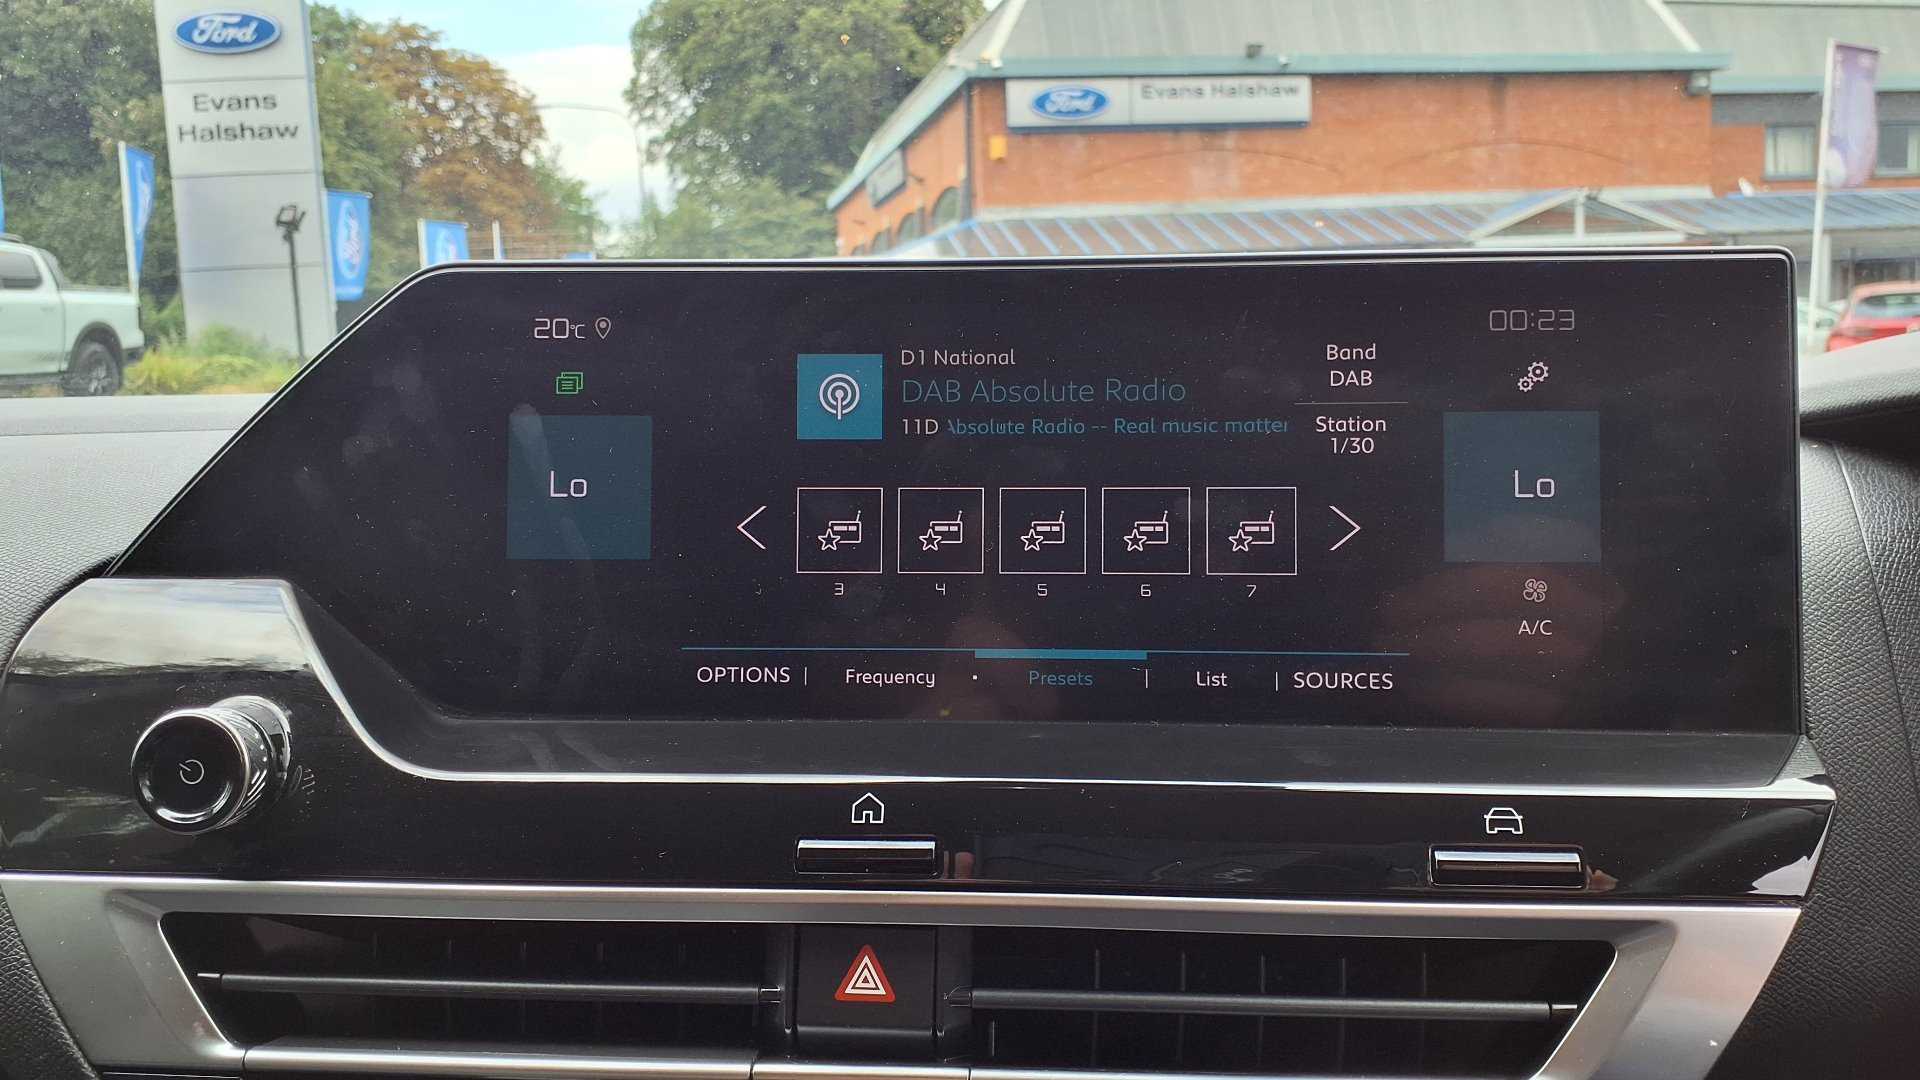 Ford
Evans
Halshaw
Ford
Evans Halshaw
Ford
20°C
00:23
D1 National
DAB Absolute Radio
11D Absolute Radio -- Real music matter
Band
DAB
Station
1/30
Lo
Lo
3 4 5 6 7
A/C
OPTIONS | Frequency · Presets | List | SOURCES